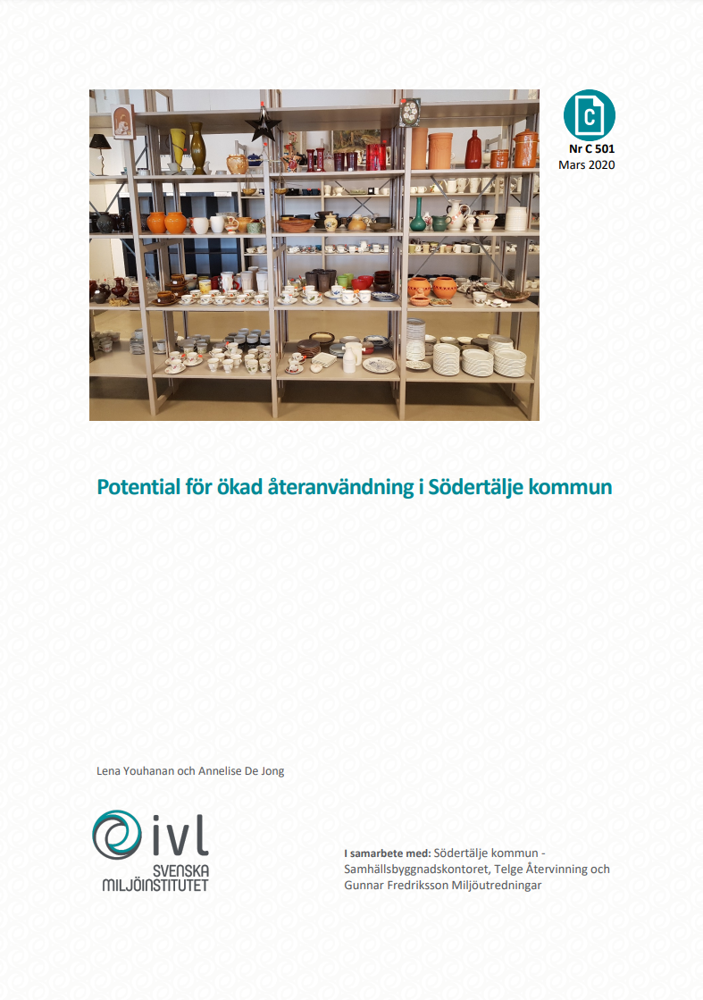 C
Nr C 501
Mars 2020
Potential för ökad återanvändning i Södertälje kommun
Lena Youhanan och Annelise De Jong
ivl
SVENSKA
MILJÖINSTITUTET
I samarbete med: Södertälje kommun -
Samhällsbyggnadskontoret, Telge Återvinning och
Gunnar Fredriksson Miljöutredningar